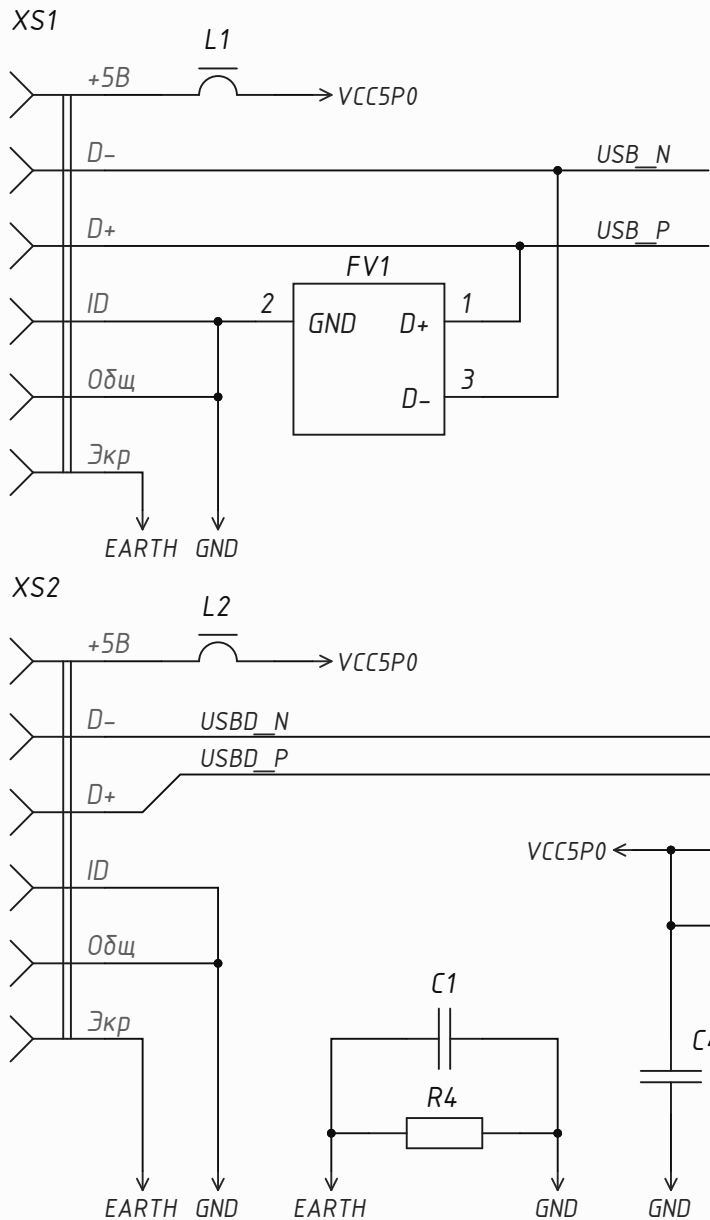 XS1
L1
+5В
VCC5P0
D–
USB_N
D+
USB_P
FV1
ID
2
GND
D+
1
Общ
D–
3
Экр
EARTH
GND
XS2
L2
+5В
VCC5P0
D–
USBD_N
USBD_P
D+
VCC5P0
ID
Общ
C1
Экр
R4
EARTH
GND
EARTH
GND
GND